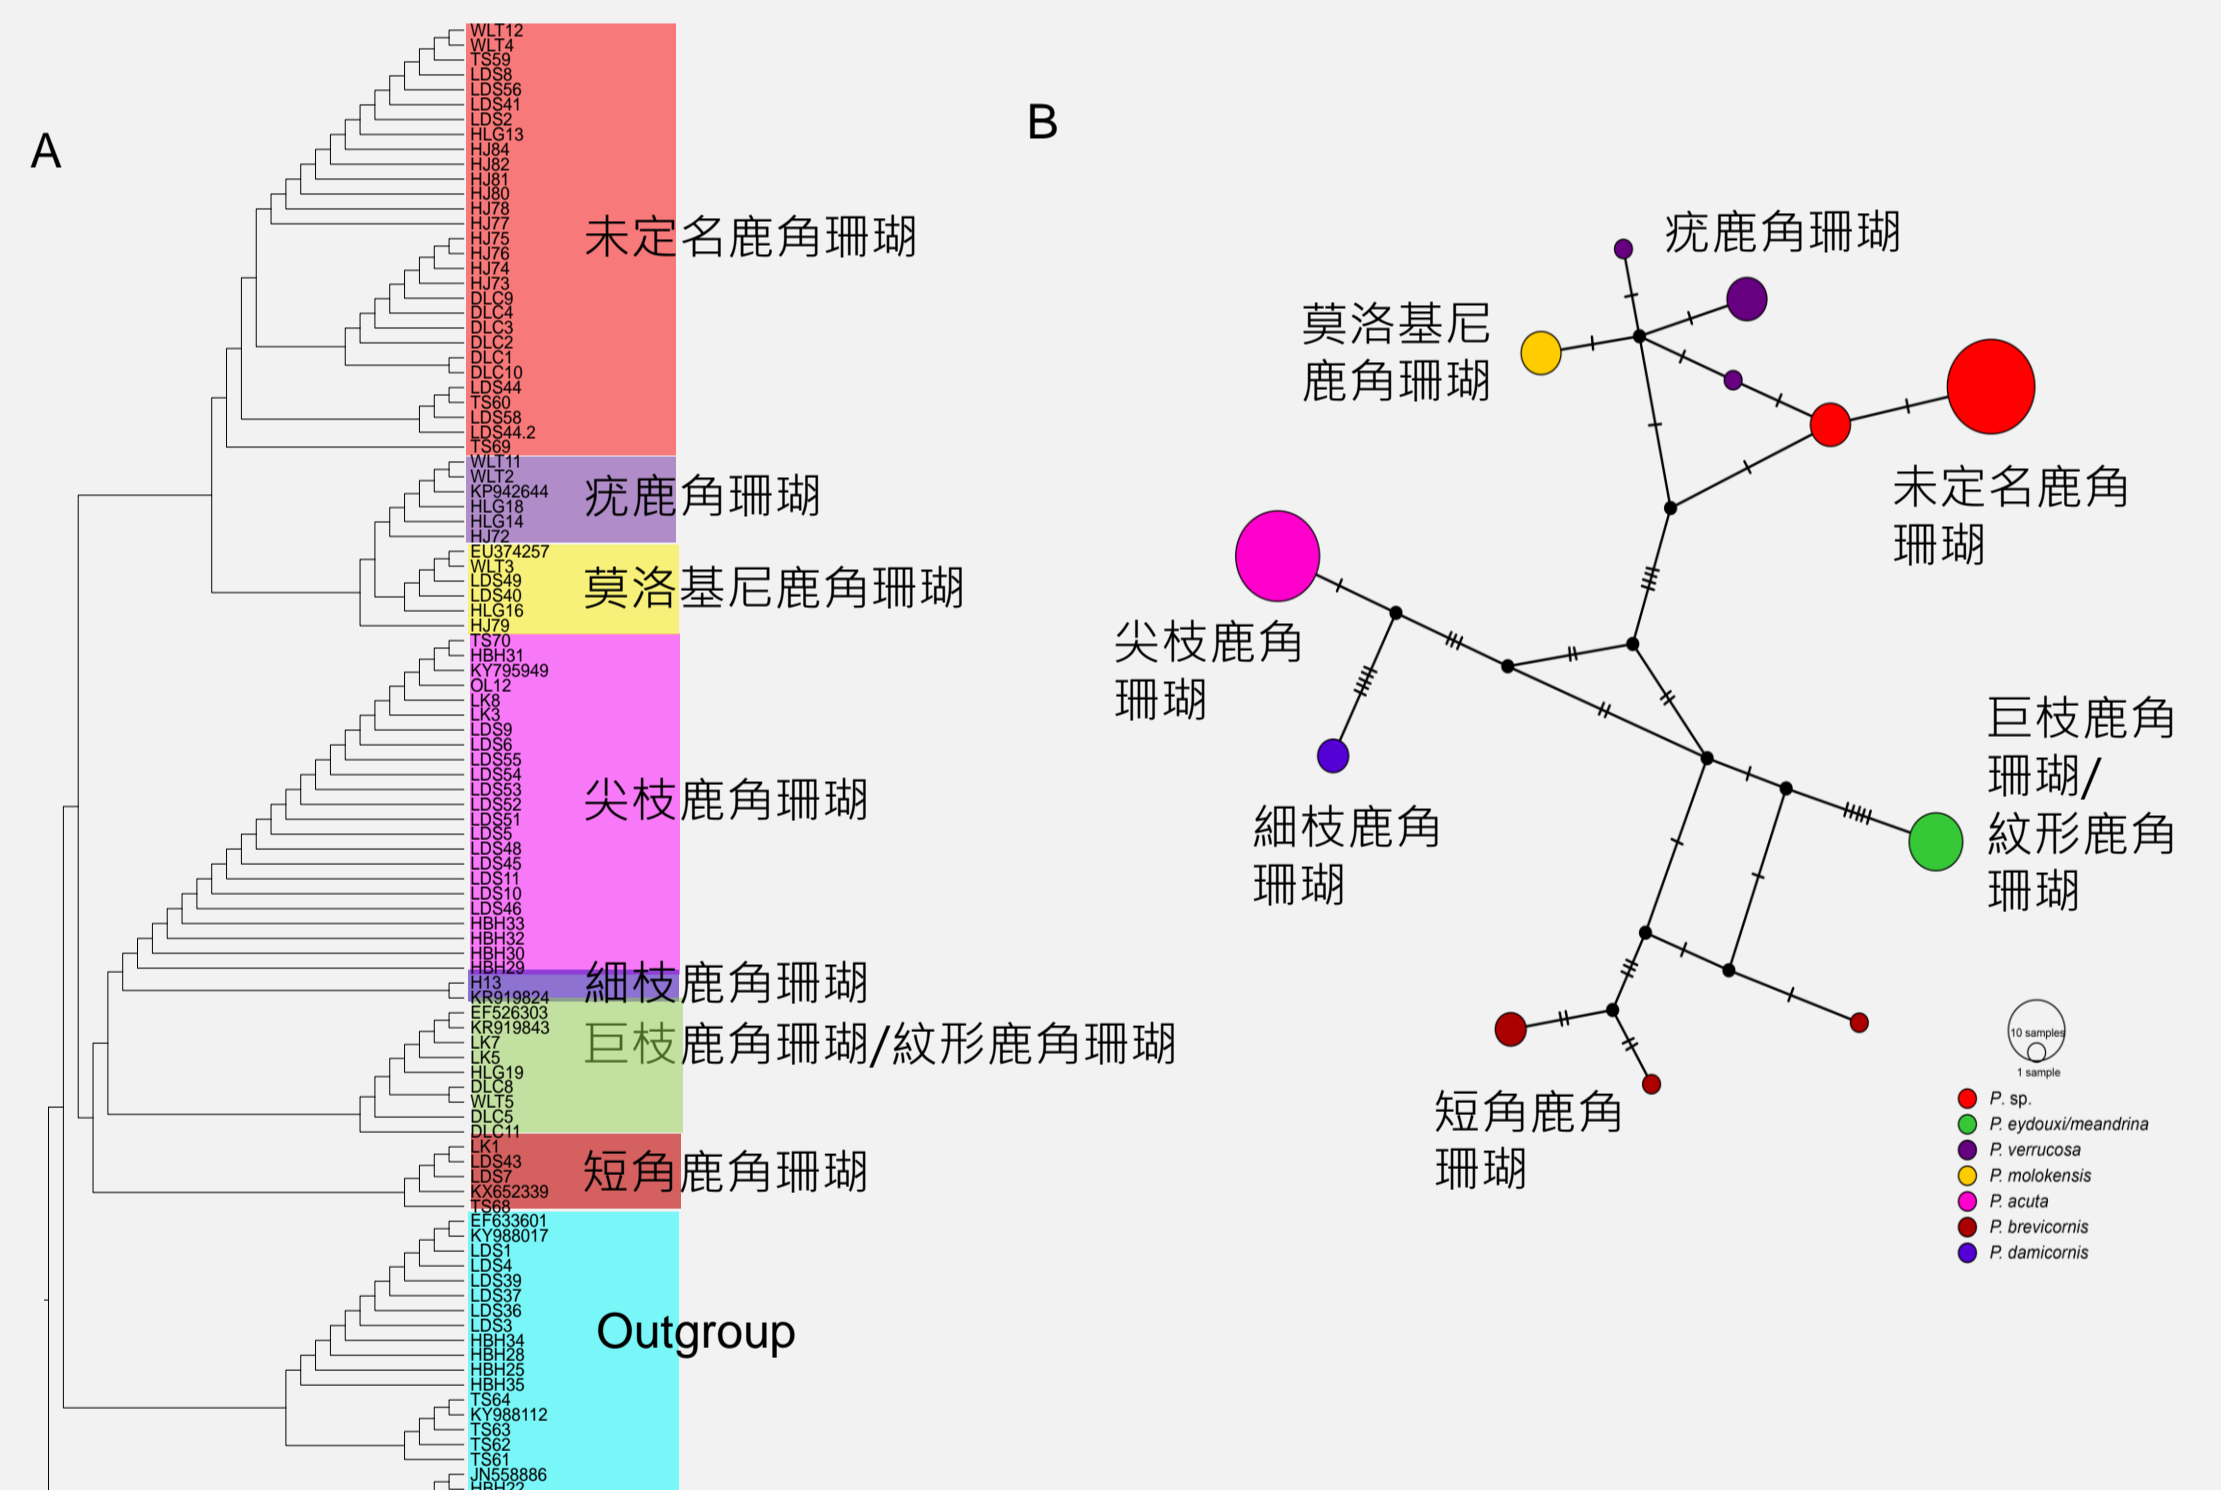 A
WLT12
WLT4
TS59
LDS8
LDS56
LDS41
LDS2
HLG13
HJ84
HJ82
HJ81
HJ80
HJ78
HJ77
HJ75
HJ76
HJ74
HJ73
DLC9
DLC4
DLC3
DLC2
DLC1
DLC10
LDS44
TS60
LDS58
LDS44.2
TS69
未定名鹿角珊瑚
WLT11
WLT2
KP942644
HLG18
HLG14
HJ72
疣鹿角珊瑚
EU374257
WLT3
LDS49
LDS40
HLG16
HJ79
莫洛基尼鹿角珊瑚
TS70
HBH31
KY795949
OL12
LK8
LK3
LDS9
LDS6
LDS55
LDS54
LDS53
LDS52
LDS51
LDS5
LDS48
LDS45
LDS11
LDS10
LDS46
HBH33
HBH32
HBH30
HBH29
尖枝鹿角珊瑚
H13
KR919824
細枝鹿角珊瑚
EF526303
KR919843
LK7
LK5
HLG19
DLC8
WLT5
DLC5
DLC11
巨枝鹿角珊瑚/紋形鹿角珊瑚
LK1
LDS43
LDS7
KX652339
TS68
短角鹿角珊瑚
EF633601
KY988017
LDS1
LDS4
LDS39
LDS37
LDS36
LDS3
HBH34
HBH28
HBH25
HBH35
TS64
KY988112
TS63
TS62
TS61
JN558886
HBH22
Outgroup
B
疣鹿角珊瑚
莫洛基尼
鹿角珊瑚
未定名鹿角
珊瑚
尖枝鹿角
珊瑚
細枝鹿角
珊瑚
巨枝鹿角
珊瑚/
紋形鹿角
珊瑚
短角鹿角
珊瑚
10 samples
1 sample
P. sp.
P. eydouxi/meandrina
P. verrucosa
P. molokensis
P. acuta
P. brevicornis
P. damicornis